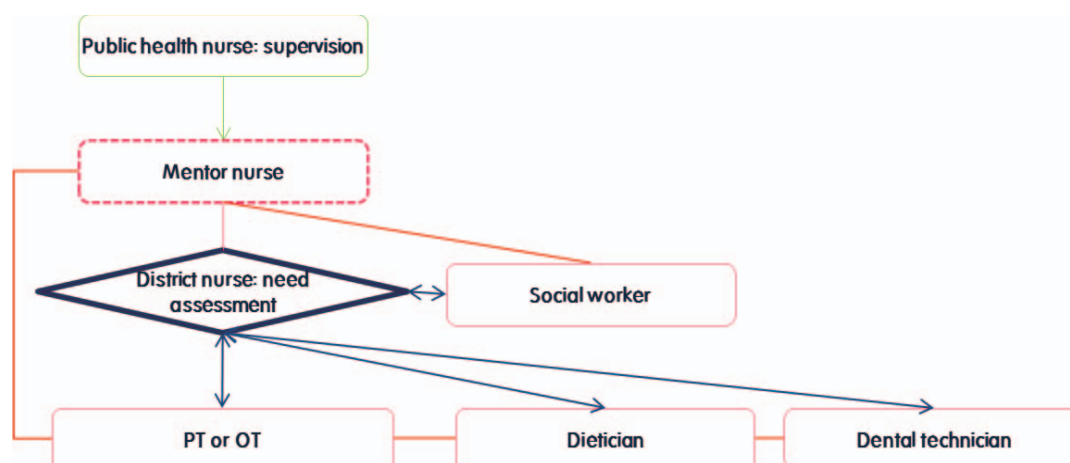 Public health nurse: supervision
Mentor nurse
District nurse: need
assessment
Social worker
PT or OT
Dietician
Dental technician